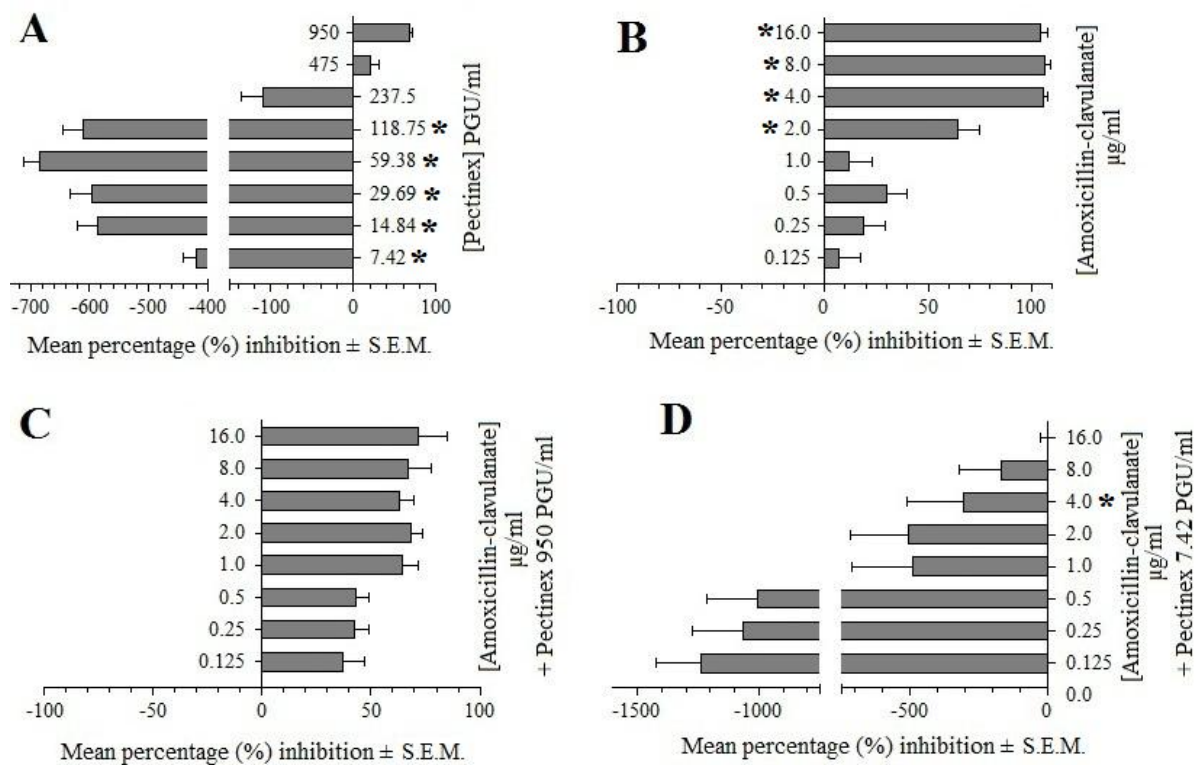 A
950
475
237.5
118.75 *
59.38 *
29.69 *
14.84 *
7.42 *
[Pectinex] PGU/ml
-700 -600 -500 -400 -100 0 100
Mean percentage (%) inhibition ± S.E.M.
B
* 16.0
* 8.0
* 4.0
* 2.0
1.0
0.5
0.25
0.125
[Amoxicillin-clavulanate]
µg/ml
-100 -50 0 50 100
Mean percentage (%) inhibition ± S.E.M.
C
16.0
8.0
4.0
2.0
1.0
0.5
0.25
0.125
[Amoxicillin-clavulanate]
µg/ml
+ Pectinex 950 PGU/ml
-100 -50 0 50 100
Mean percentage (%) inhibition ± S.E.M.
D
16.0
8.0
4.0 *
2.0
1.0
0.5
0.25
0.125
0.0
[Amoxicillin-clavulanate]
µg/ml
+ Pectinex 7.42 PGU/ml
-1500 -1000 -500 0
Mean percentage (%) inhibition ± S.E.M.